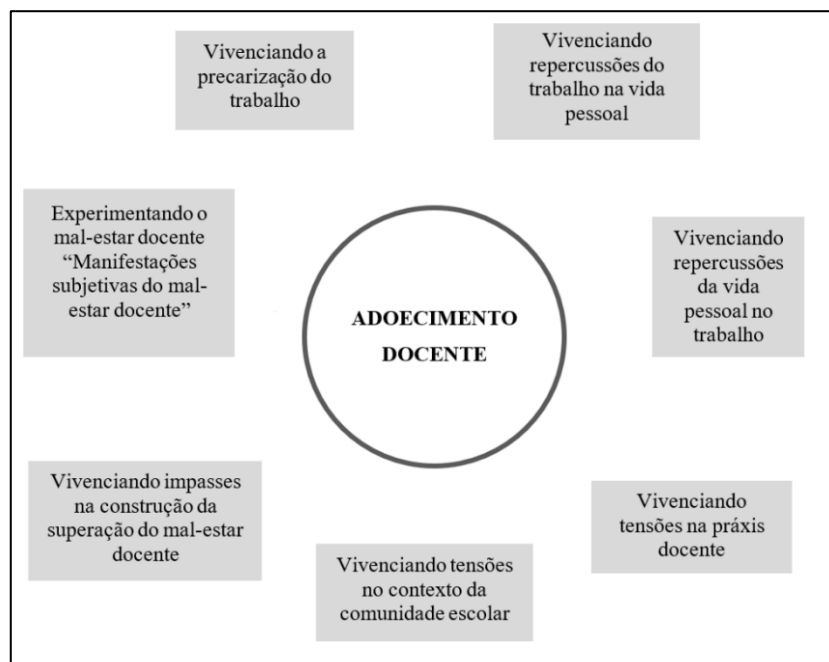 Vivenciando a
precarização do
trabalho
Vivenciando
repercussões do
trabalho na vida
pessoal
Experimentando o
mal-estar docente
“Manifestações
subjetivas do mal-
estar docente”
ADOECIMENTO
DOCENTE
Vivenciando
repercussões
da vida
pessoal no
trabalho
Vivenciando impasses
na construção da
superação do mal-estar
docente
Vivenciando tensões
no contexto da
comunidade escolar
Vivenciando
tensões na práxis
docente